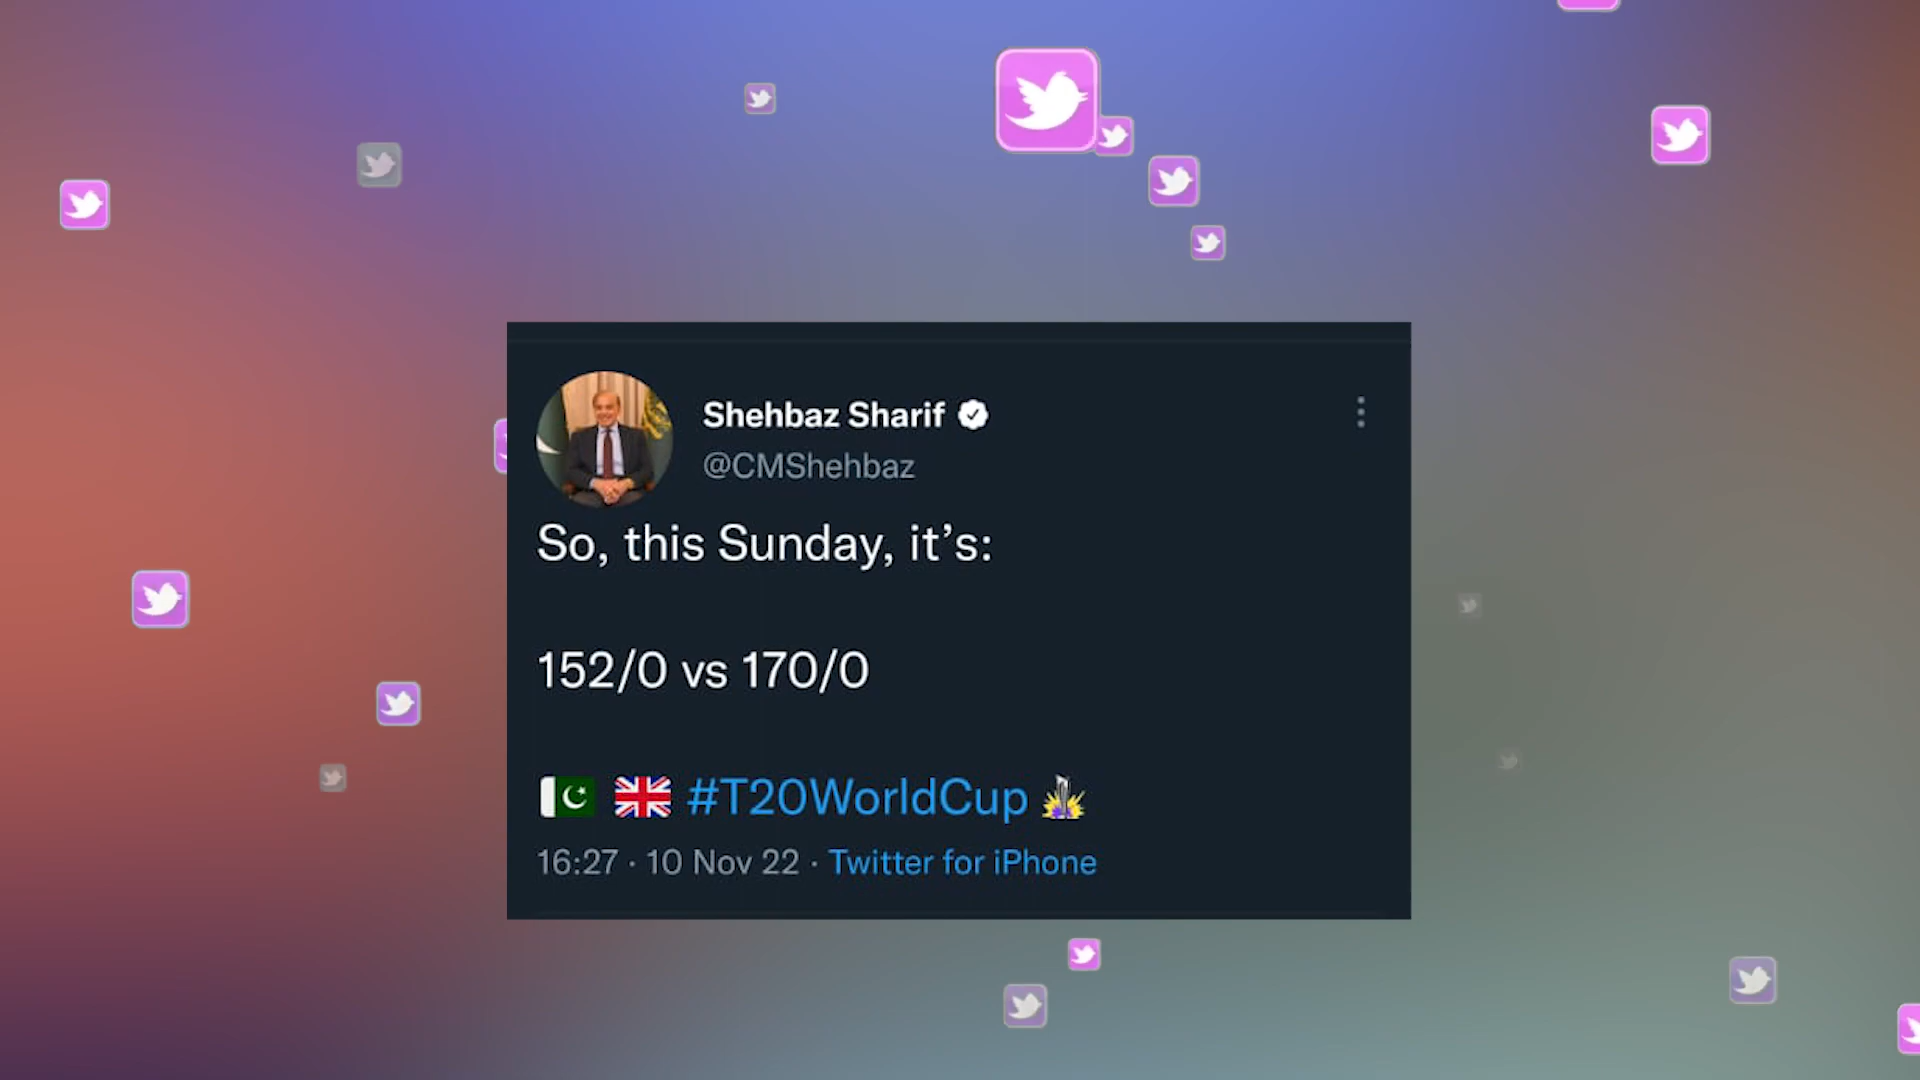 Shehbaz Sharif
@CMShehbaz
So, this Sunday, it’s:
152/0 vs 170/0
🇵🇰 🇬🇧 #T20WorldCup
16:27 · 10 Nov 22 · Twitter for iPhone